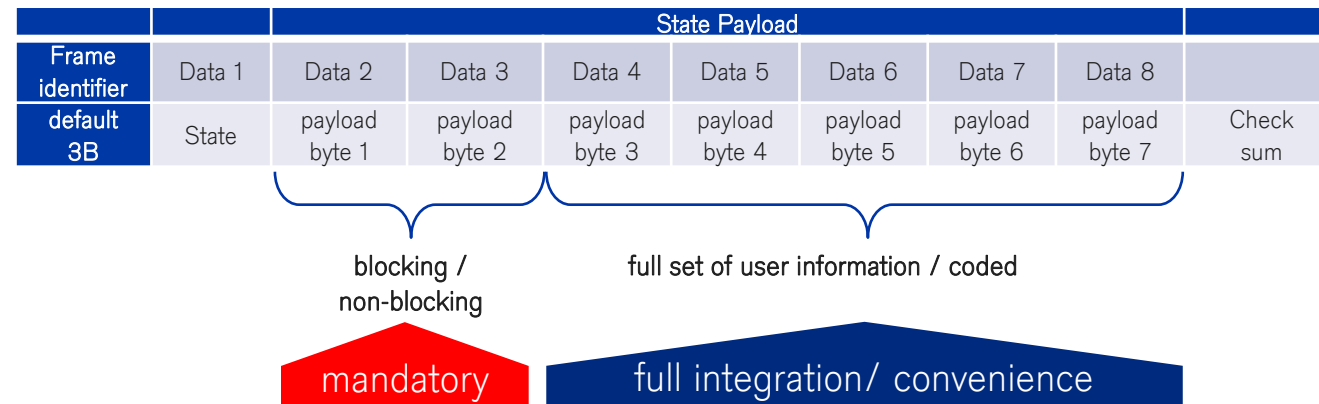 State Payload
Frame identifier Data 1 Data 2 Data 3 Data 4 Data 5 Data 6 Data 7 Data 8
default 3B State payload byte 1 payload byte 2 payload byte 3 payload byte 4 payload byte 5 payload byte 6 payload byte 7 Check sum
blocking /
non-blocking
full set of user information / coded
mandatory
full integration/ convenience